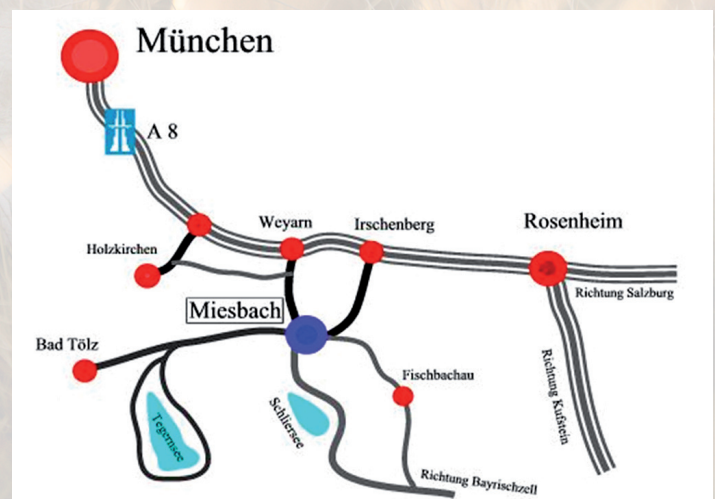 München
A 8
Weyarn
Irschenberg
Rosenheim
Holzkirchen
Richtung Salzburg
Miesbach
Bad Tölz
Fischbachau
Richtung Kufstein
Tegernsee
Schliersee
Richtung Bayrischzell